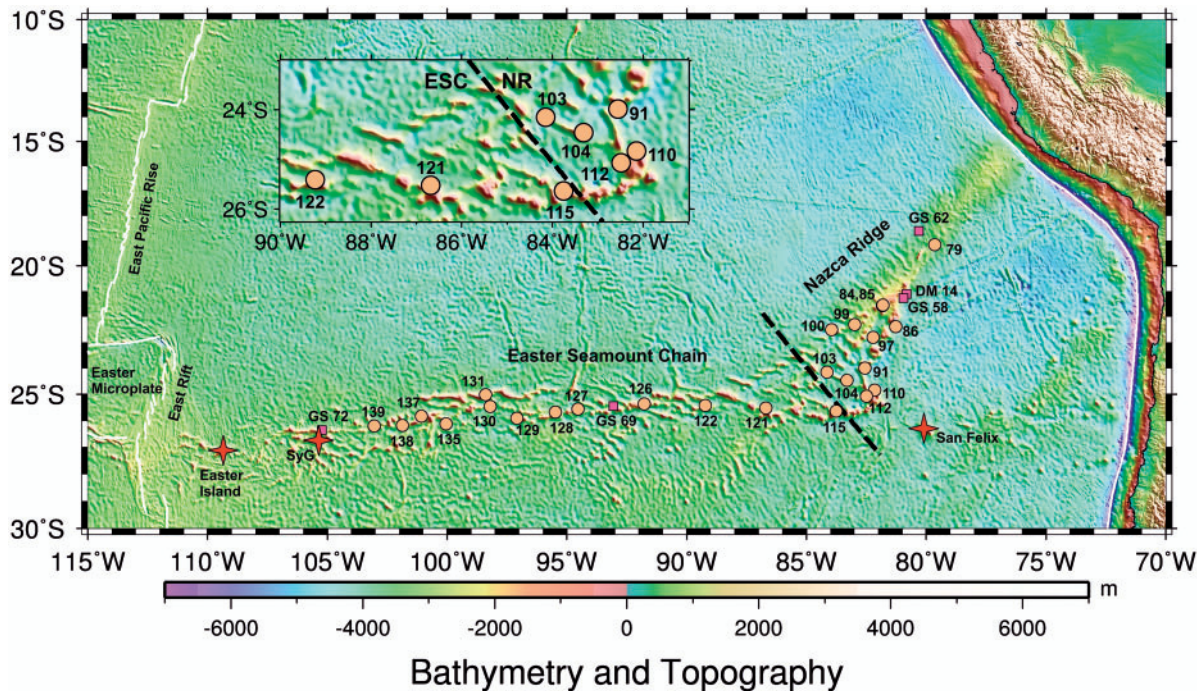 10°S
15°S
20°S
25°S
30°S
ESC NR
24°S
26°S
90°W 88°W 86°W 84°W 82°W
103
91
104
110
112
121
122
115
East Pacific Rise
Nazca Ridge
GS 62
79
84,85
DM 14
GS 58
99
100
86
97
103
91
104
110
112
115
Easter Seamount Chain
Easter
Microplate
East Rift
131
126
127
137
139
GS 72
130
129
128
GS 69
122
121
138
135
SyG
Easter
Island
San Felix
115°W 110°W 105°W 100°W 95°W 90°W 85°W 80°W 75°W 70°W
m
-6000 -4000 -2000 0 2000 4000 6000
Bathymetry and Topography